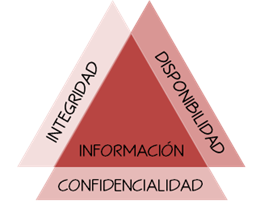 INTEGRIDAD
DISPONIBILIDAD
INFORMACIÓN
CONFIDENCIALIDAD